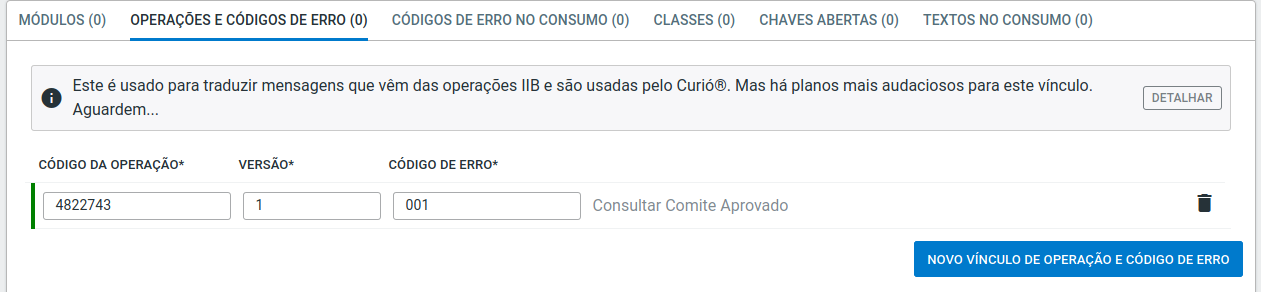 MÓDULOS (0) OPERAÇÕES E CÓDIGOS DE ERRO (0) CÓDIGOS DE ERRO NO CONSUMO (0) CLASSES (0) CHAVES ABERTAS (0) TEXTOS NO CONSUMO (0)
Este é usado para traduzir mensagens que vêm das operações IIB e são usadas pelo Curió®. Mas há planos mais audaciosos para este vínculo.
Aguardem...
DETALHAR
CÓDIGO DA OPERAÇÃO* VERSÃO* CÓDIGO DE ERRO*
4822743 1 001 Consultar Comite Aprovado
NOVO VÍNCULO DE OPERAÇÃO E CÓDIGO DE ERRO